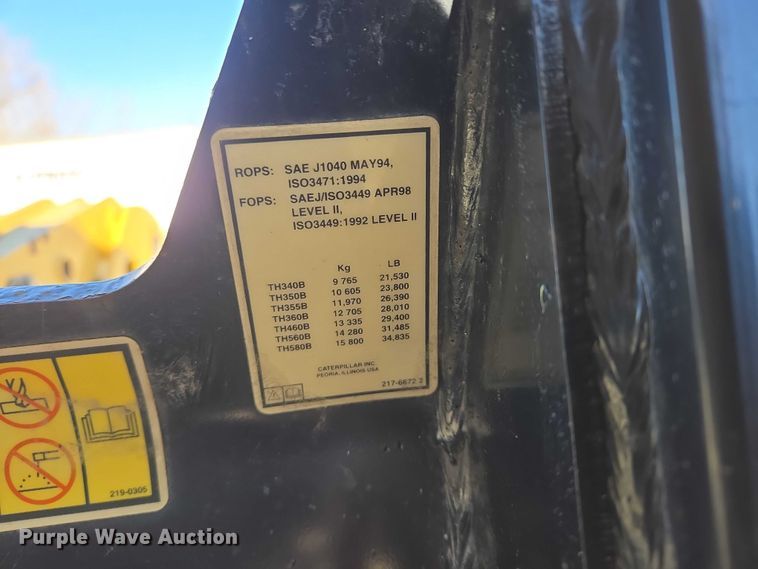 ROPS: SAE J1040 MAY94,
ISO3471:1994
FOPS: SAEJ/ISO3449 APR98
LEVEL II,
ISO3449:1992 LEVEL II
Kg LB
TH340B 9 765 21,530
TH350B 10 605 23,800
TH355B 11,970 26,390
TH360B 12 705 28,010
TH460B 13 335 29,400
TH560B 14 280 31,485
TH580B 15 800 34,835
CATERPILLAR INC.
PEORIA, ILLINOIS USA
217-6672 2
219-0305
Purple Wave Auction®